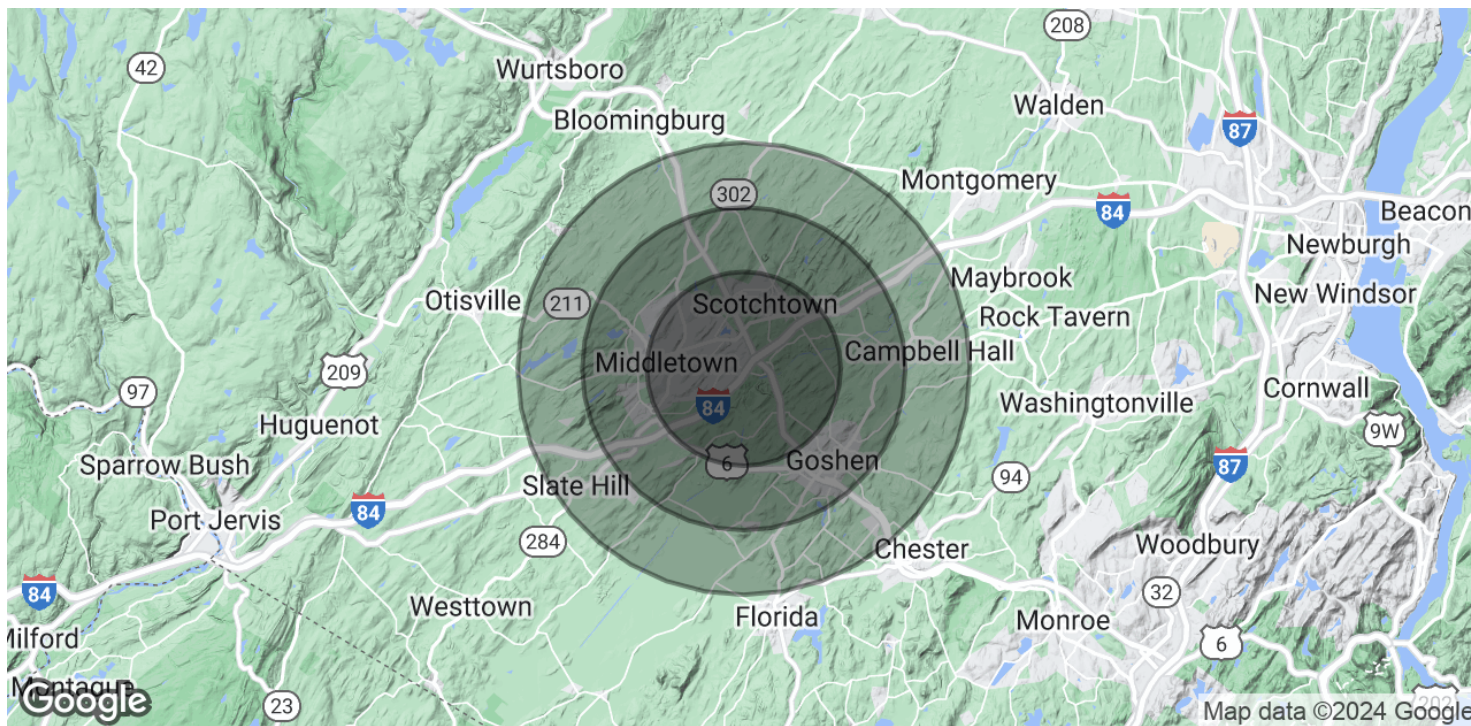 208
42
Wurtsboro
Walden
Bloomingburg
87
Montgomery
302
84
Beacon
Newburgh
Maybrook
Otisville
211
Scotchtown
New Windsor
Rock Tavern
Middletown
Campbell Hall
209
97
Cornwall
84
Washingtonville
Huguenot
9W
Sparrow Bush
6
Goshen
87
94
Slate Hill
84
Port Jervis
284
Chester
Woodbury
84
32
Westtown
Florida
Monroe
Milford
6
Montague
Google
23
202
Map data ©2024 Google